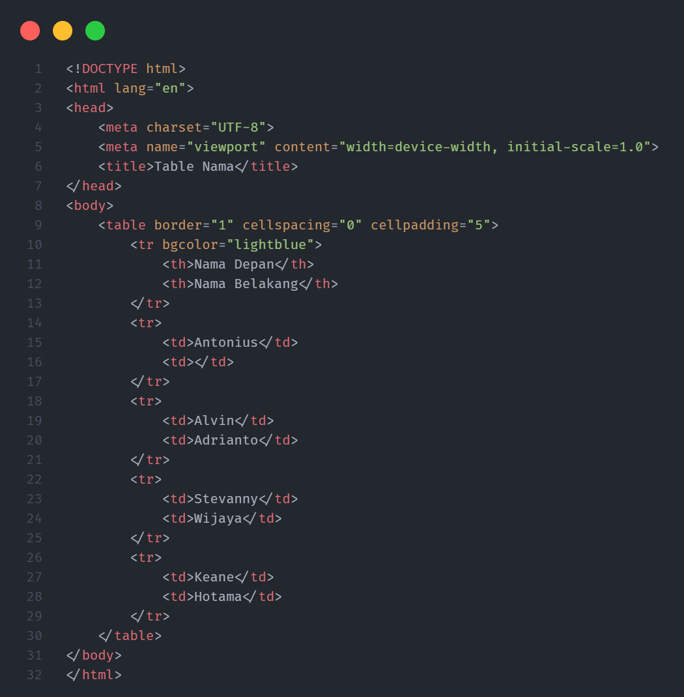 1 <!DOCTYPE html>
2 <html lang="en">
3 <head>
4     <meta charset="UTF-8">
5     <meta name="viewport" content="width=device-width, initial-scale=1.0">
6     <title>Table Nama</title>
7 </head>
8 <body>
9     <table border="1" cellspacing="0" cellpadding="5">
10         <tr bgcolor="lightblue">
11             <th>Nama Depan</th>
12             <th>Nama Belakang</th>
13         </tr>
14         <tr>
15             <td>Antonius</td>
16             <td></td>
17         </tr>
18         <tr>
19             <td>Alvin</td>
20             <td>Adrianto</td>
21         </tr>
22         <tr>
23             <td>Stevanny</td>
24             <td>Wijaya</td>
25         </tr>
26         <tr>
27             <td>Keane</td>
28             <td>Hotama</td>
29         </tr>
30     </table>
31 </body>
32 </html>